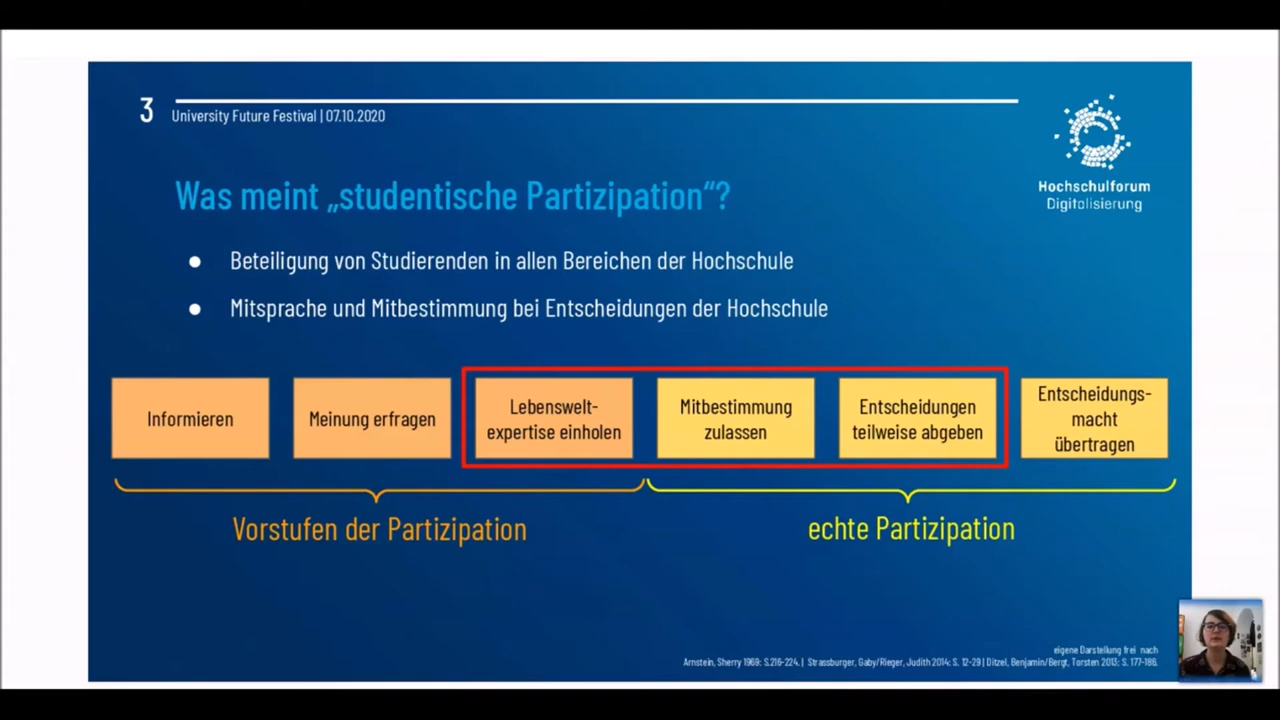 3
University Future Festival | 07.10.2020
Hochschulforum
Digitalisierung
Was meint „studentische Partizipation“?
● Beteiligung von Studierenden in allen Bereichen der Hochschule
● Mitsprache und Mitbestimmung bei Entscheidungen der Hochschule
Informieren
Meinung erfragen
Lebenswelt-
expertise einholen
Mitbestimmung
zulassen
Entscheidungen
teilweise abgeben
Entscheidungs-
macht
übertragen
Vorstufen der Partizipation
echte Partizipation
eigene Darstellung frei nach
Arnstein, Sherry 1969: S.216-224. | Strassburger, Gaby/Rieger, Judith 2014: S. 12-29 | Ditzel, Benjamin/Bergt, Torsten 2013: S. 177-186.